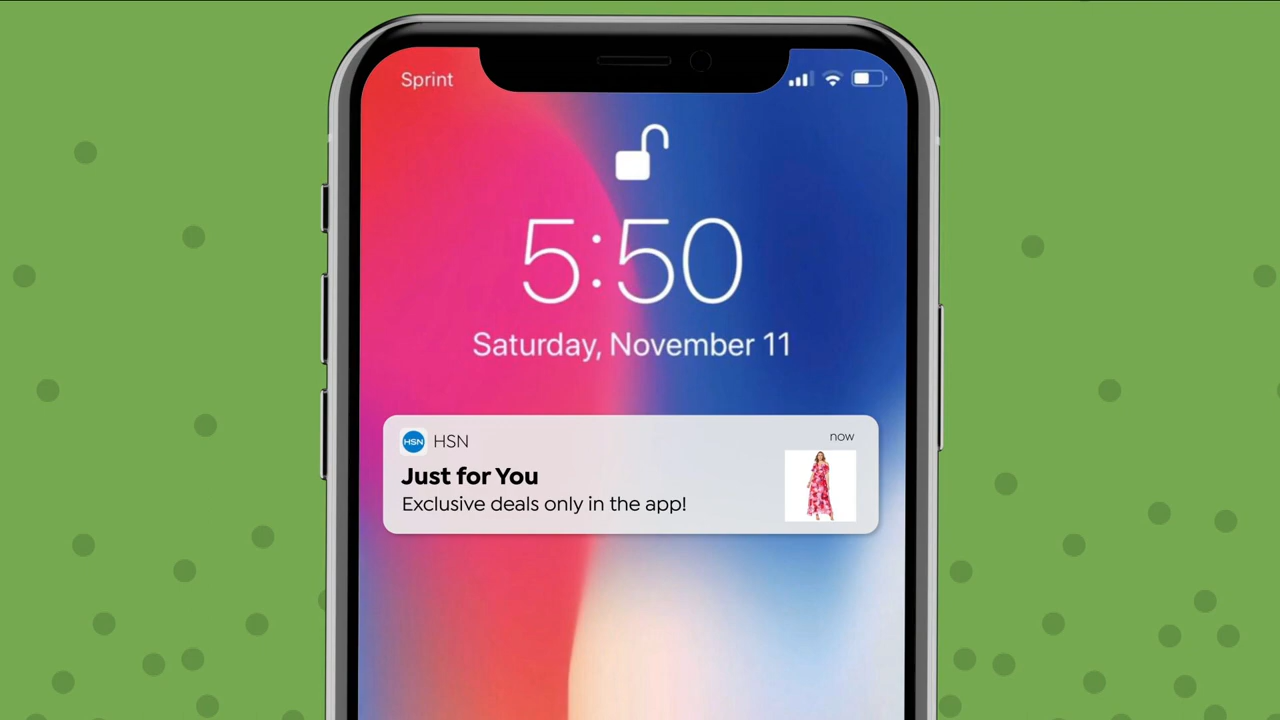 Sprint
5:50
Saturday, November 11
HSN HSN
now
Just for You
Exclusive deals only in the app!